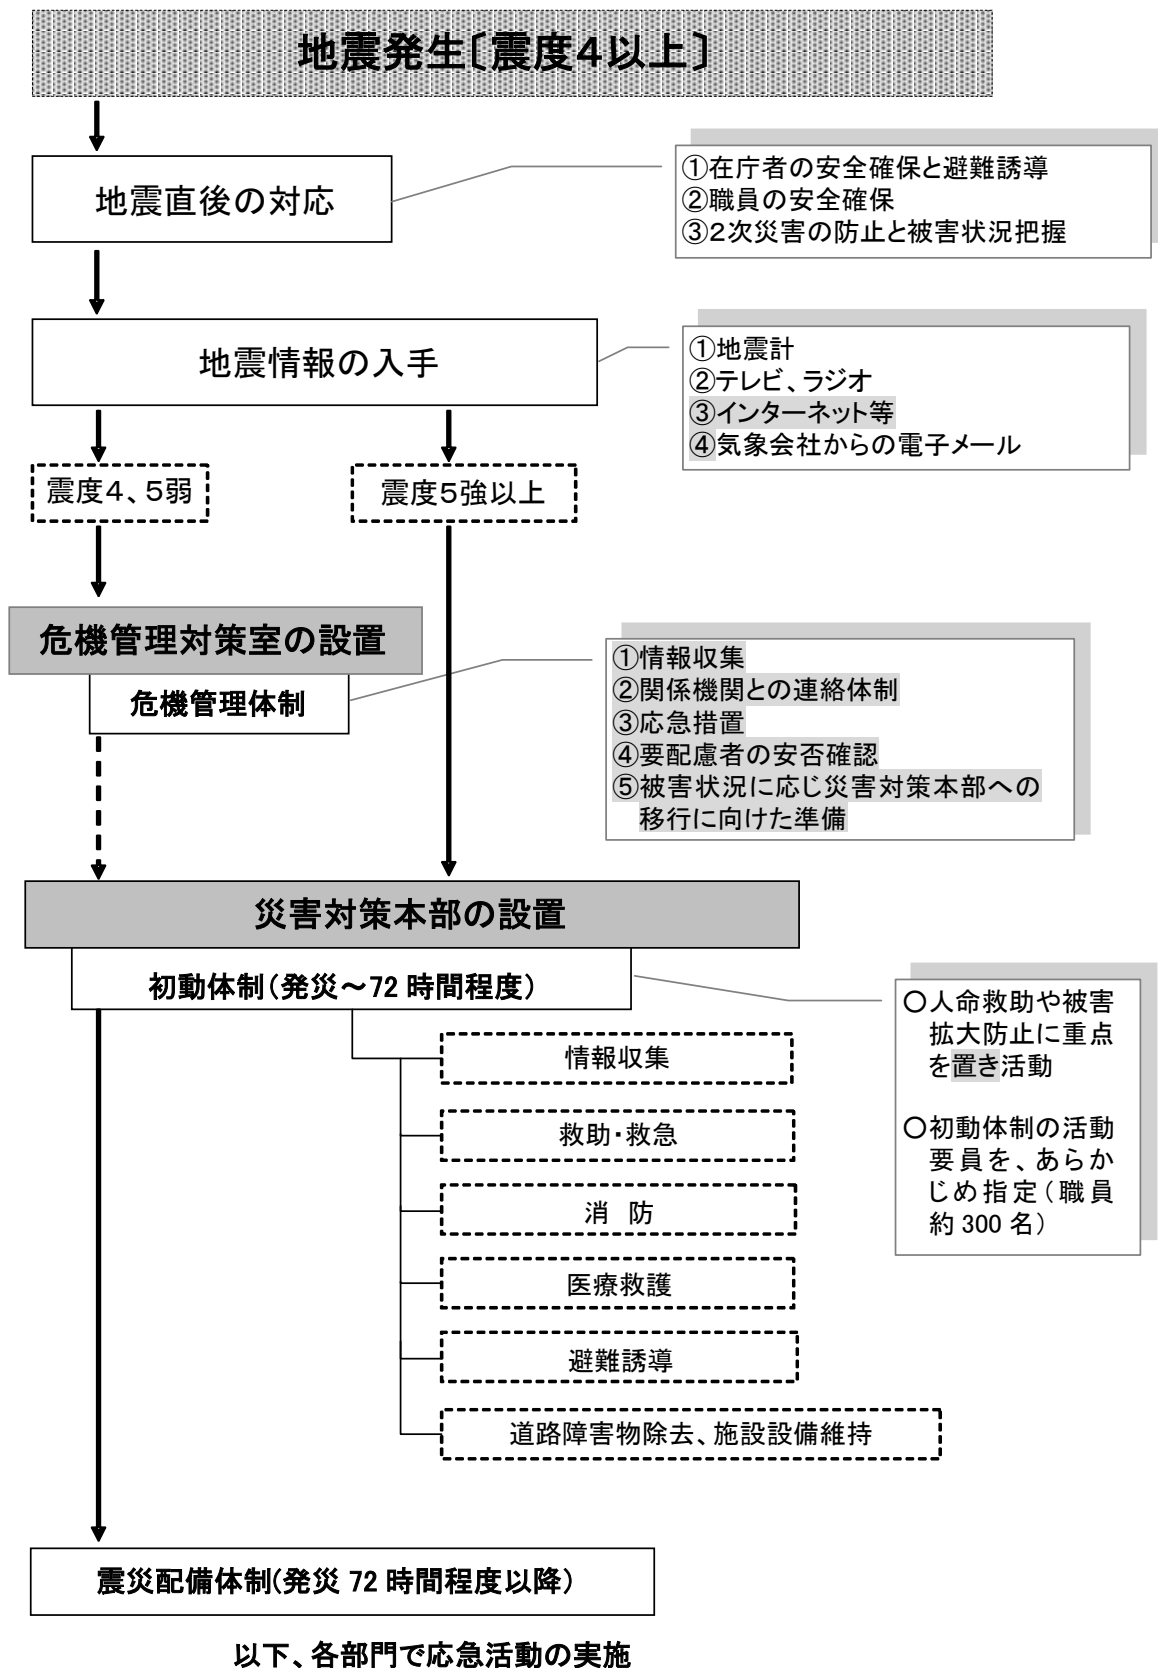 地震発生〔震度４以上〕
地震直後の対応
①在庁者の安全確保と避難誘導
②職員の安全確保
③２次災害の防止と被害状況把握
地震情報の入手
①地震計
②テレビ、ラジオ
③インターネット等
④気象会社からの電子メール
震度４、５弱
震度５強以上
危機管理対策室の設置
危機管理体制
①情報収集
②関係機関との連絡体制
③応急措置
④要配慮者の安否確認
⑤被害状況に応じ災害対策本部への
移行に向けた準備
災害対策本部の設置
初動体制（発災～72 時間程度）
〇人命救助や被害
拡大防止に重点
を置き活動
〇初動体制の活動
要員を、あらか
じめ指定（職員
約 300 名）
情報収集
救助・救急
消　防
医療救護
避難誘導
道路障害物除去、施設設備維持
震災配備体制(発災 72 時間程度以降）
以下、各部門で応急活動の実施